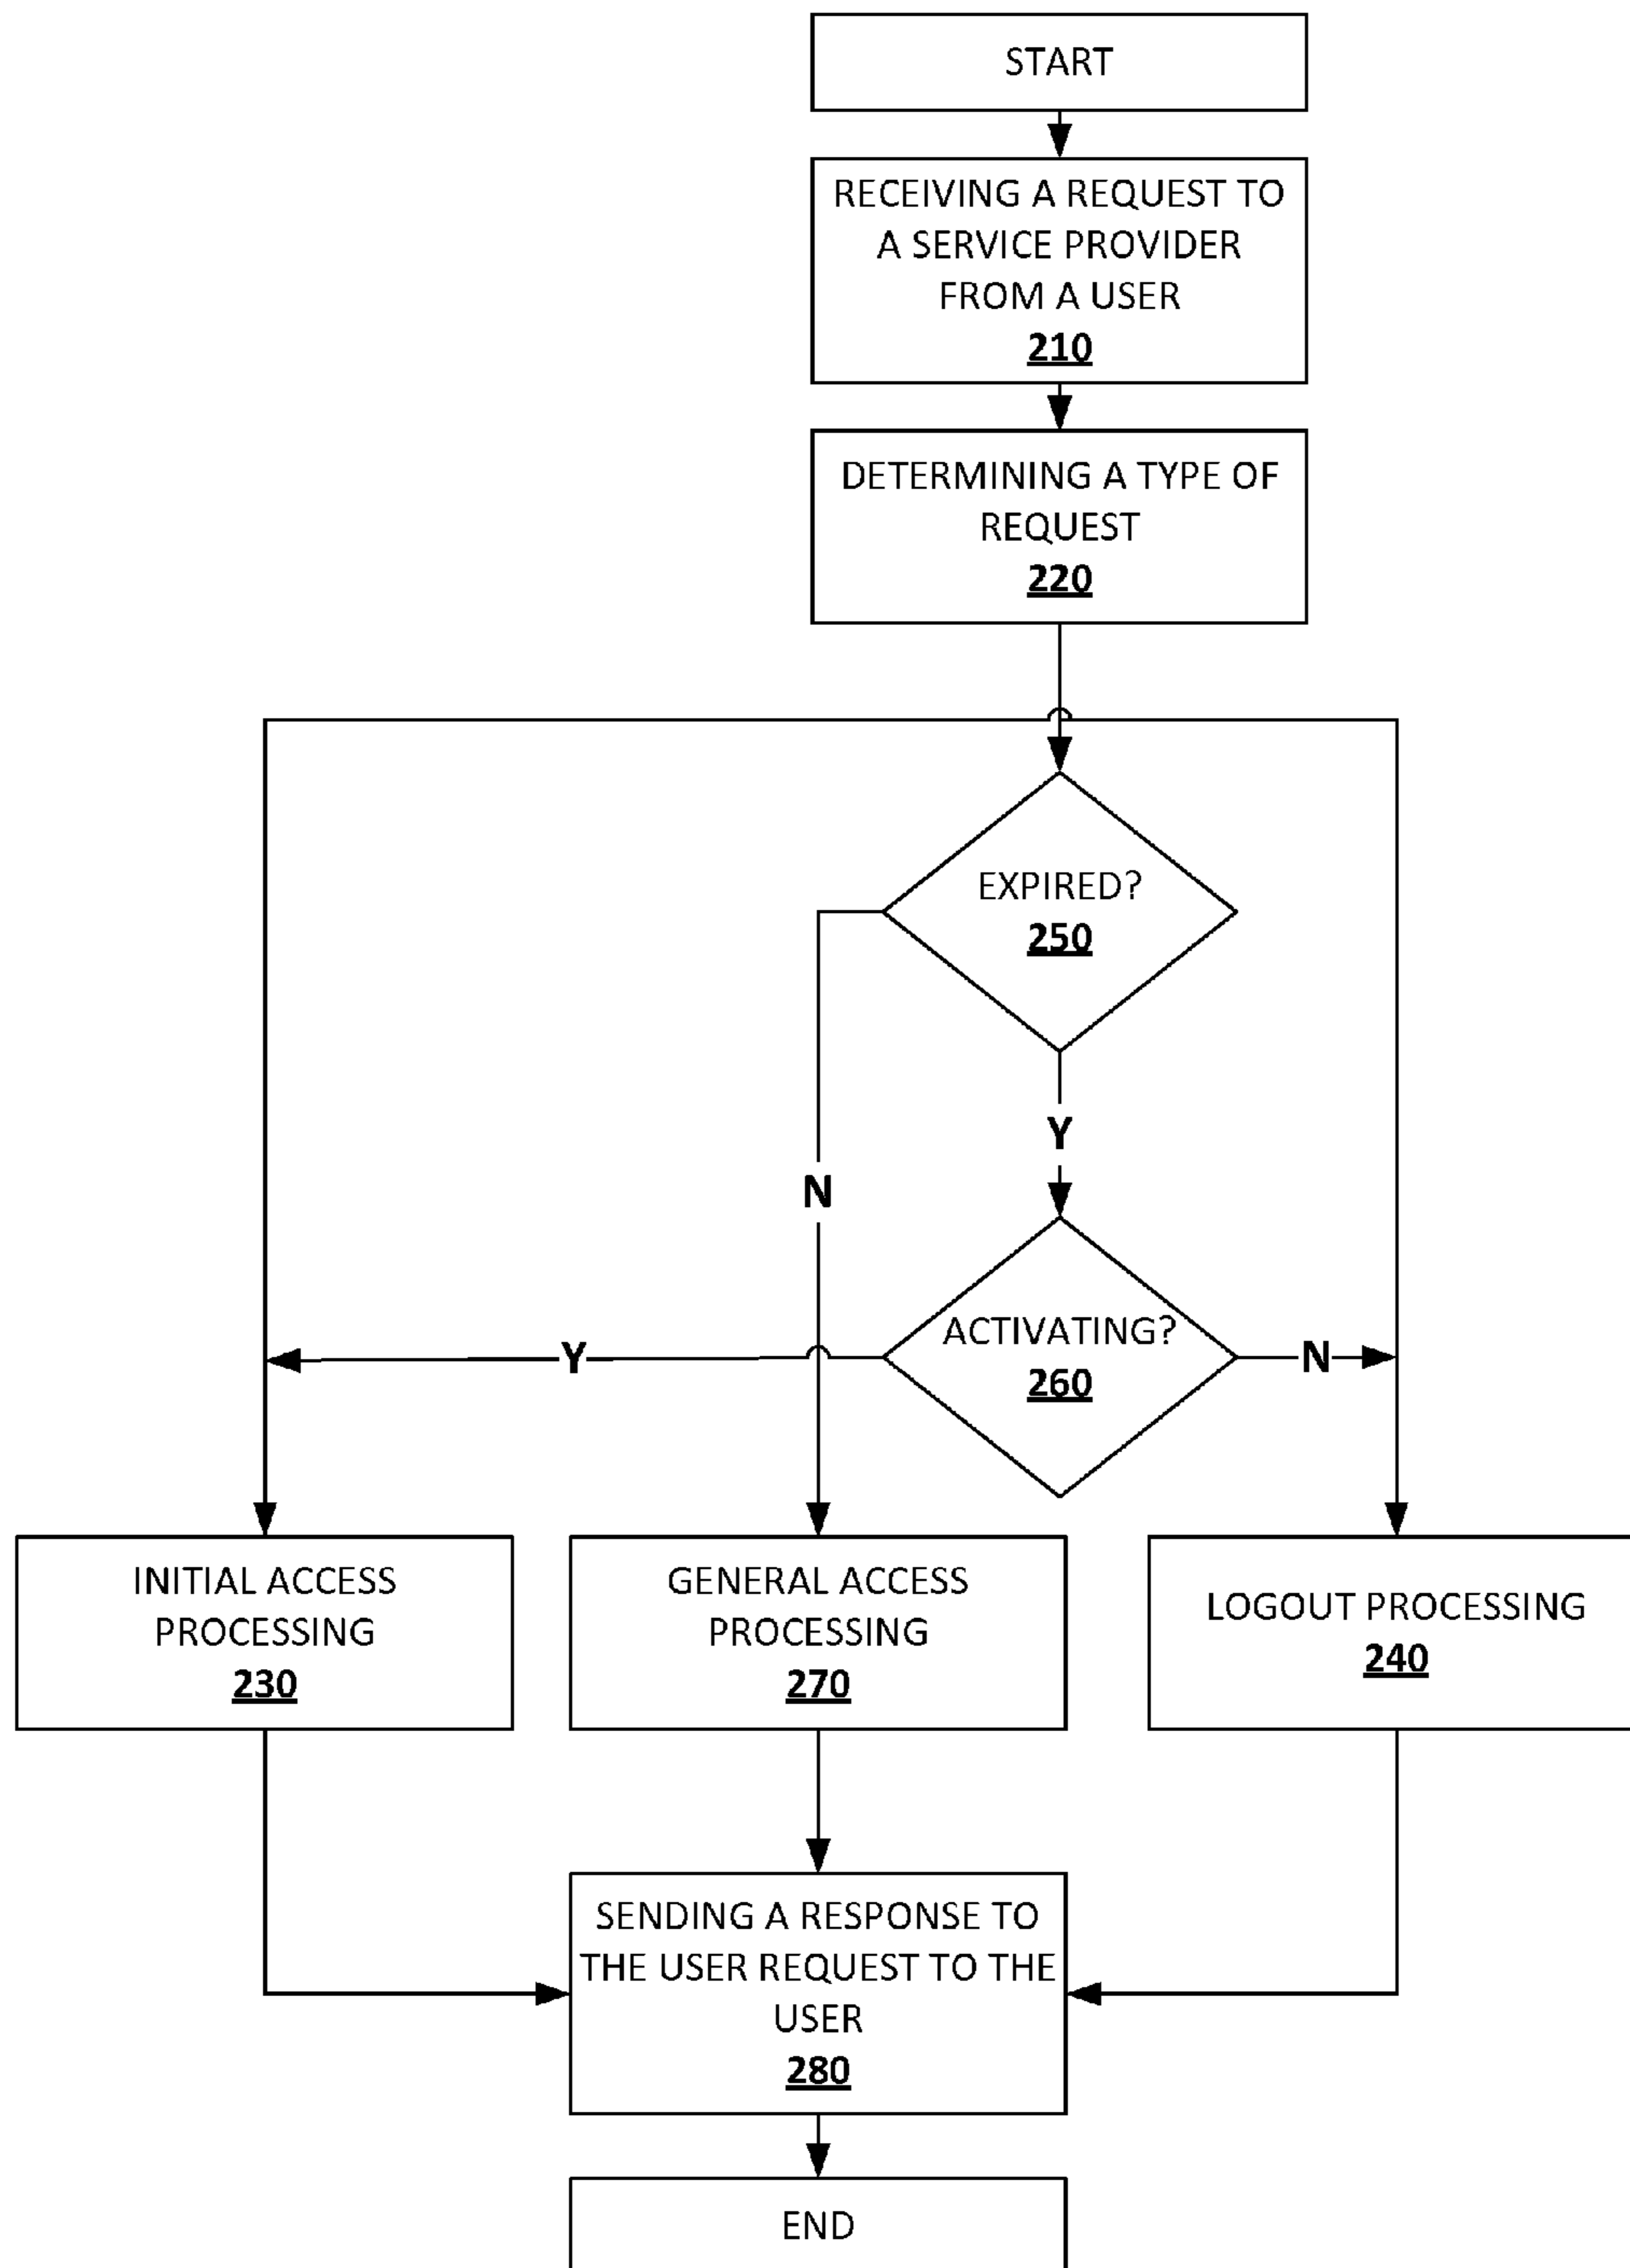 START
RECEIVING A REQUEST TO
A SERVICE PROVIDER
FROM A USER
210
DETERMINING A TYPE OF
REQUEST
220
EXPIRED?
250
Y
N
ACTIVATING?
260
Y
N
INITIAL ACCESS
PROCESSING
230
GENERAL ACCESS
PROCESSING
270
LOGOUT PROCESSING
240
SENDING A RESPONSE TO
THE USER REQUEST TO THE
USER
280
END